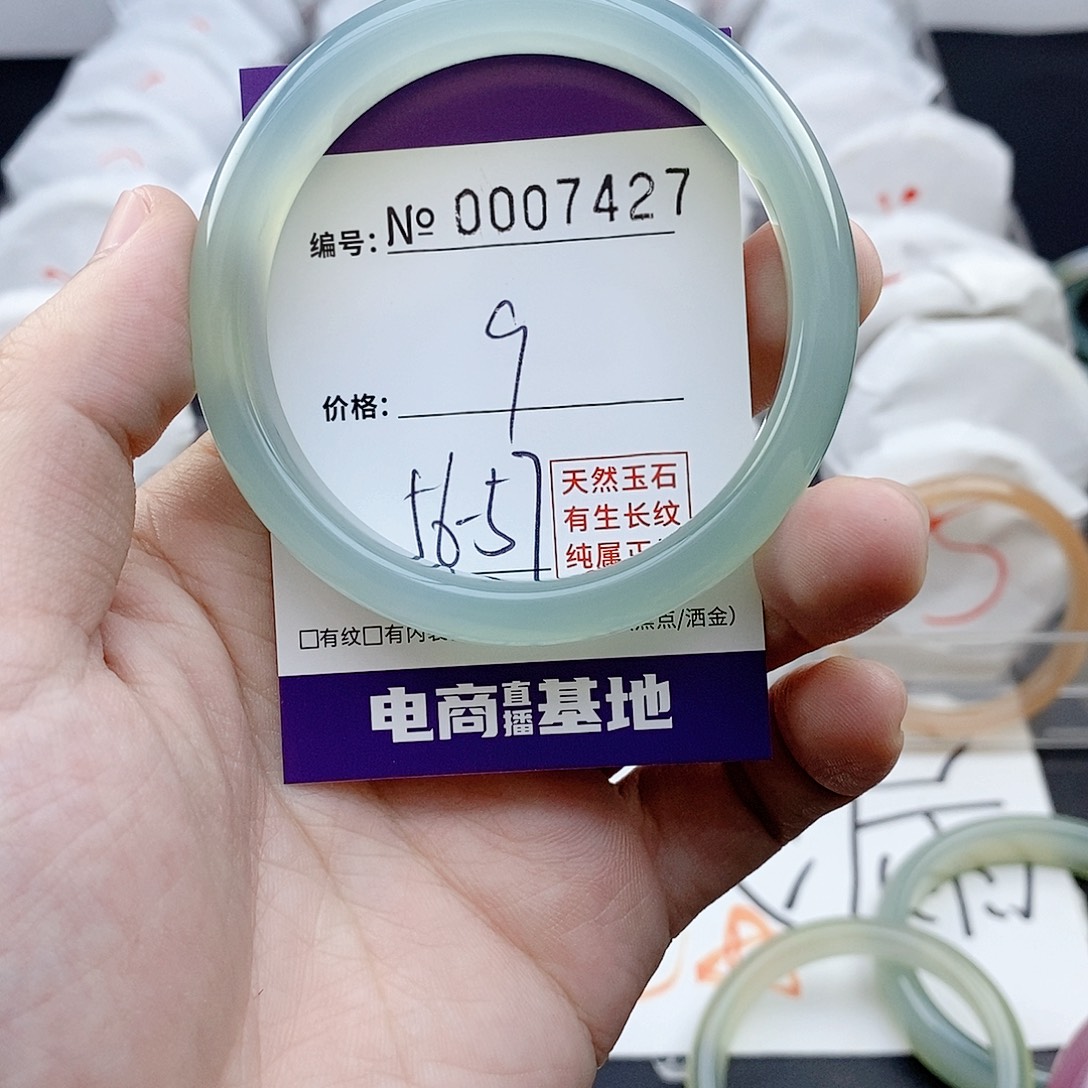 编号: № 0007427
9
价格:
56-57
天然玉石
有生长纹
纯属正
□有纹□有内
点/洒金)
电商直播基地